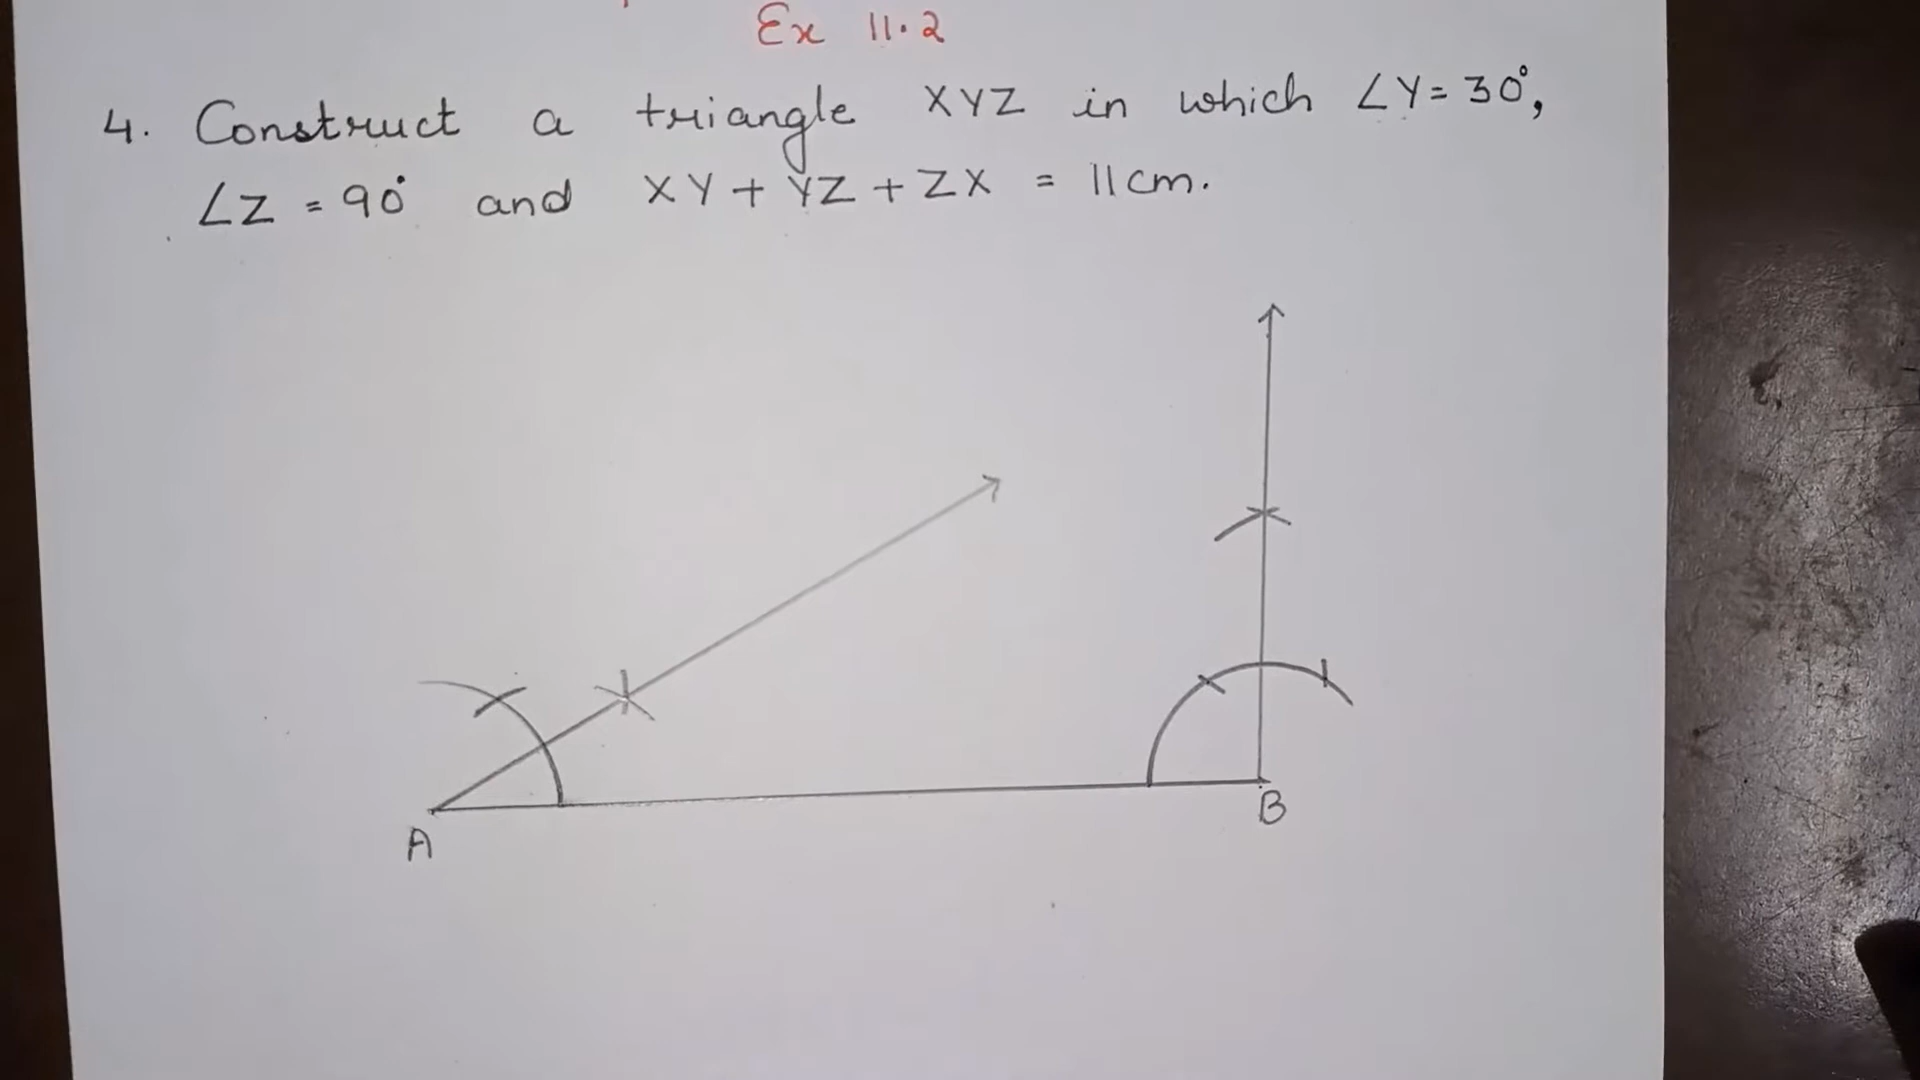 Ex 11.2
4. Construct a triangle XYZ in which ∠Y = 30°,
∠Z = 90° and XY + YZ + ZX = 11cm.
A
B